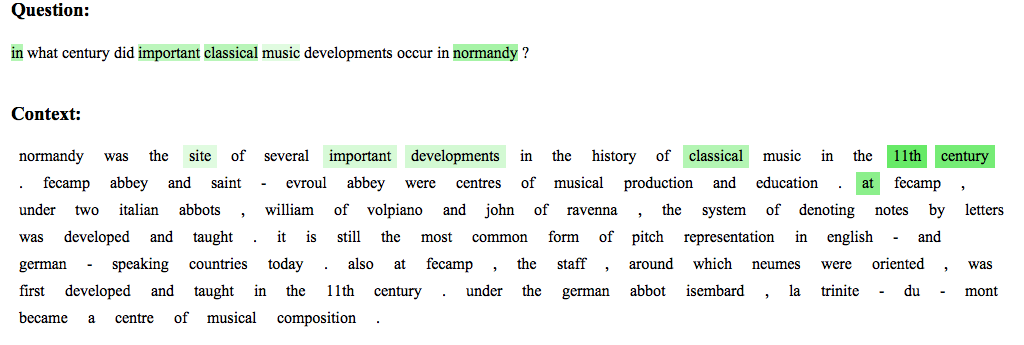 Question:
in what century did important classical music developments occur in normandy ?
Context:
normandy was the site of several important developments in the history of classical music in the 11th century
. fecamp abbey and saint - evroul abbey were centres of musical production and education . at fecamp ,
under two italian abbots , william of volpiano and john of ravenna , the system of denoting notes by letters
was developed and taught . it is still the most common form of pitch representation in english - and
german - speaking countries today . also at fecamp , the staff , around which neumes were oriented , was
first developed and taught in the 11th century . under the german abbot isembard , la trinite - du - mont
became a centre of musical composition .